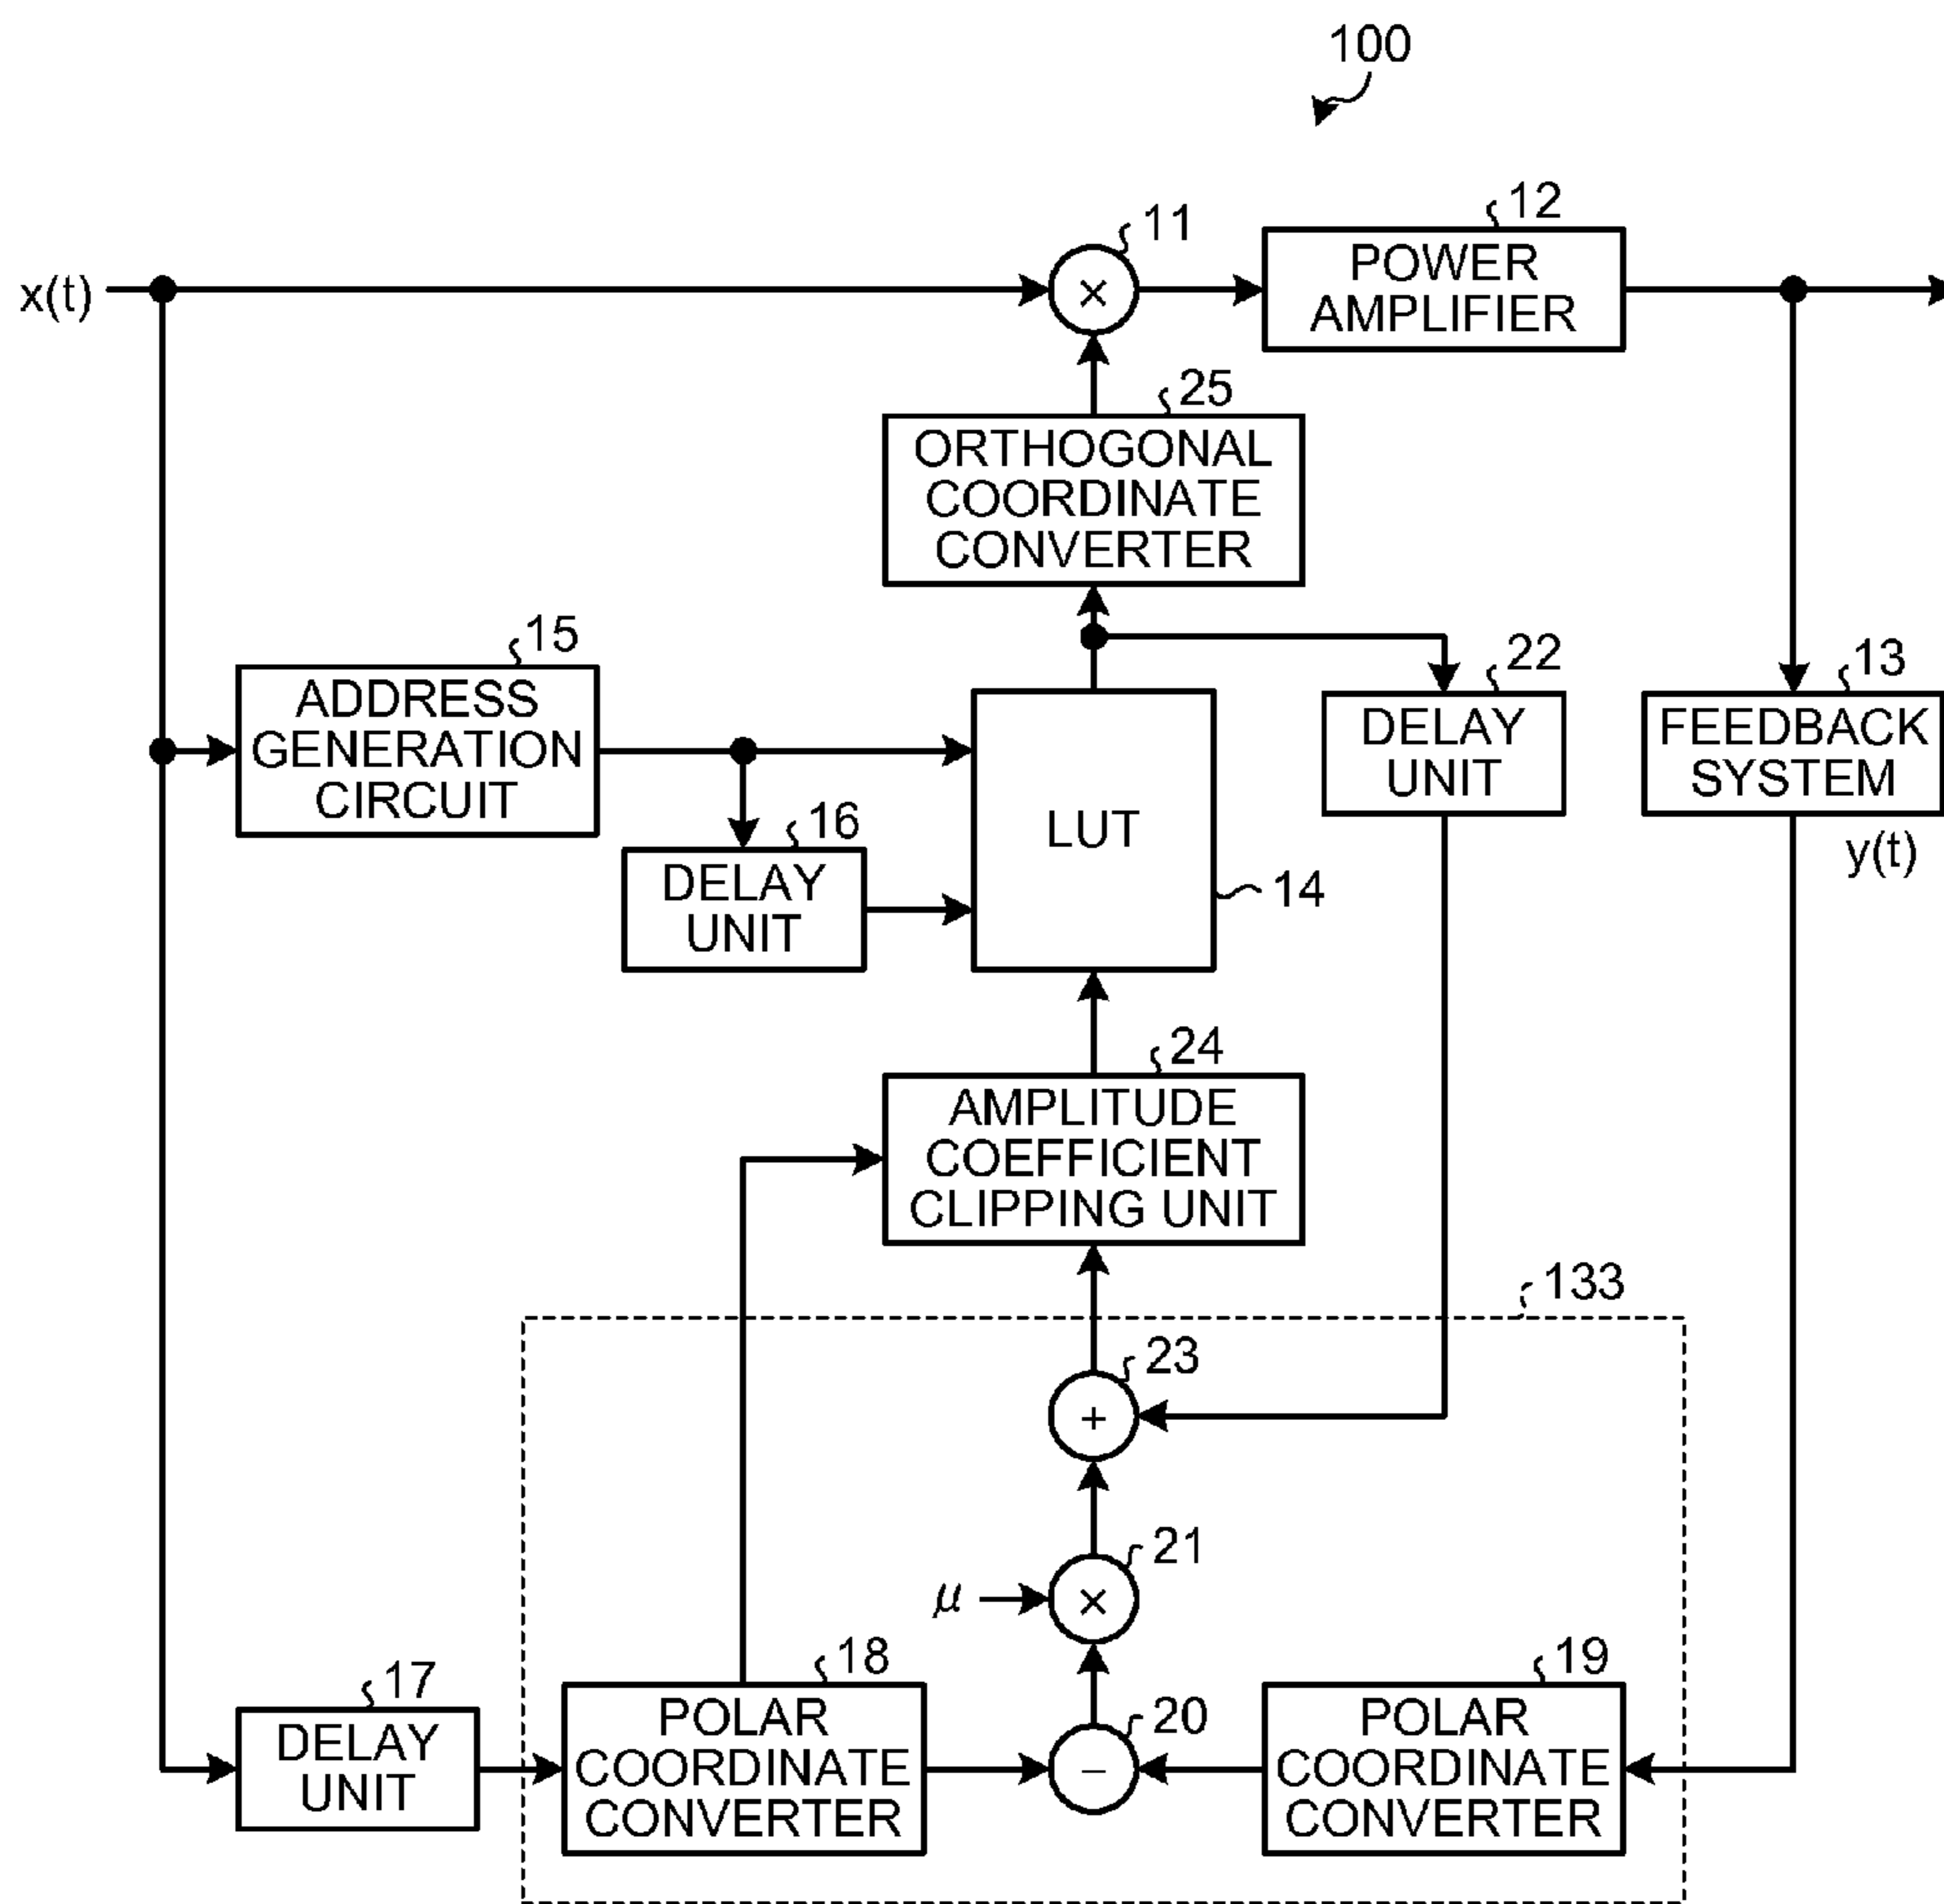 100
11
12
x(t)
×
POWER
AMPLIFIER
25
ORTHOGONAL
COORDINATE
CONVERTER
15
22
13
ADDRESS
GENERATION
CIRCUIT
DELAY
UNIT
FEEDBACK
SYSTEM
16
LUT
y(t)
DELAY
UNIT
14
24
AMPLITUDE
COEFFICIENT
CLIPPING UNIT
133
23
+
21
μ
×
17
18
20
19
DELAY
UNIT
POLAR
COORDINATE
CONVERTER
−
POLAR
COORDINATE
CONVERTER